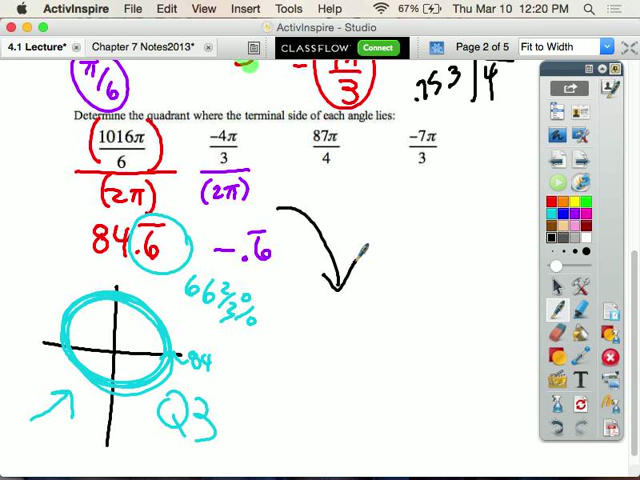 ActivInspire File Edit View Insert Tools Help 67% Thu Mar 10 12:20 PM
ActivInspire - Studio
4.1 Lecture* Chapter 7 Notes2013* CLASSFLOW Connect Page 2 of 5 Fit to Width
π/6 - π/3 .75 3/4
Determine the quadrant where the terminal side of each angle lies:
(1016π/6) -4π/3 87π/4 -7π/3
(2π) (2π)
84.6̅ -.6̅
66 2/3 %
84
Q3